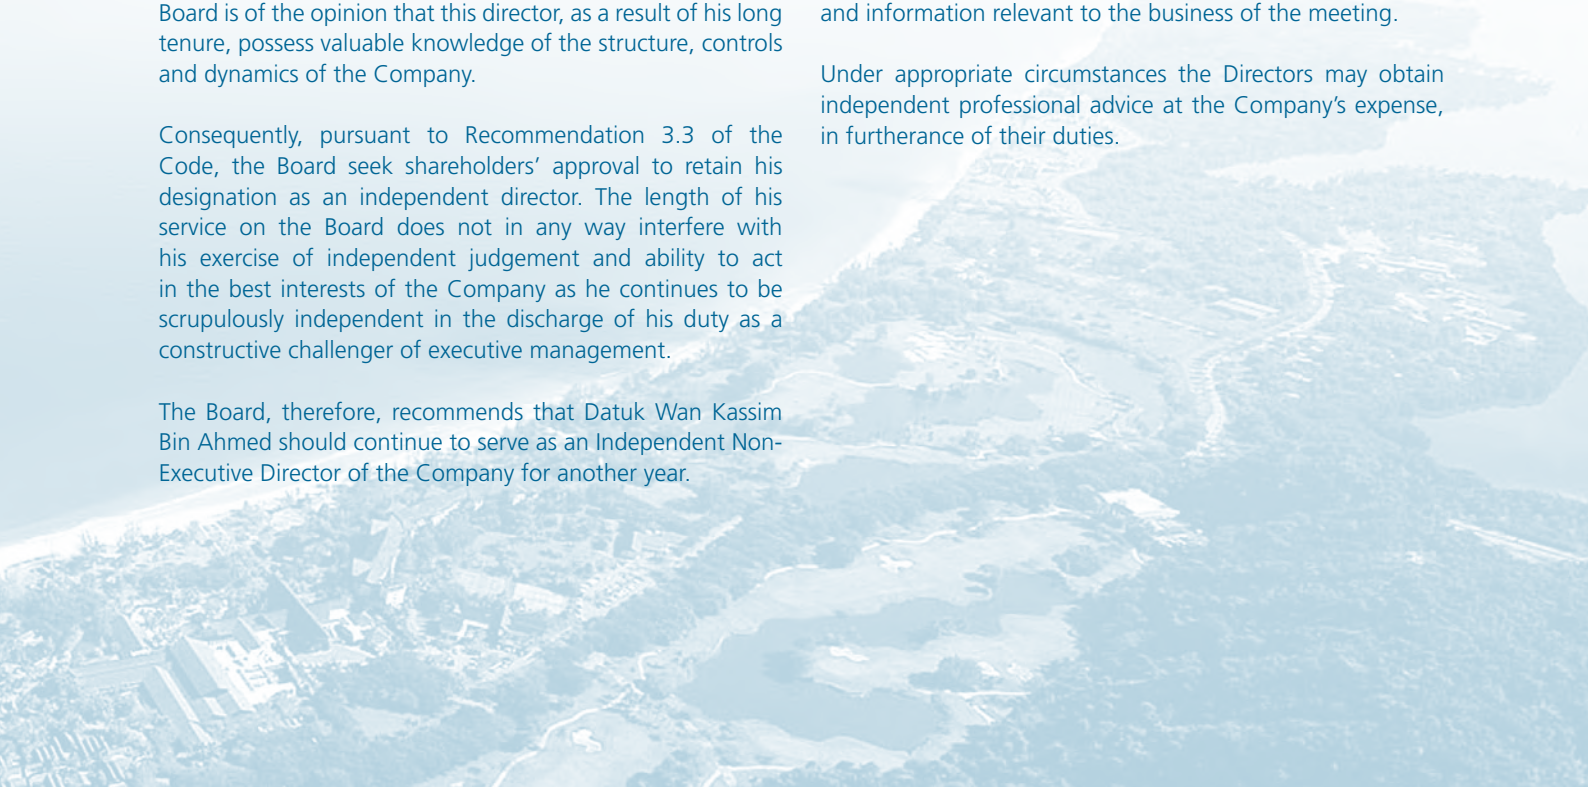 Board is of the opinion that this director, as a result of his long
tenure, possess valuable knowledge of the structure, controls
and dynamics of the Company.
Consequently, pursuant to Recommendation 3.3 of the
Code, the Board seek shareholders’ approval to retain his
designation as an independent director. The length of his
service on the Board does not in any way interfere with
his exercise of independent judgement and ability to act
in the best interests of the Company as he continues to be
scrupulously independent in the discharge of his duty as a
constructive challenger of executive management.
The Board, therefore, recommends that Datuk Wan Kassim
Bin Ahmed should continue to serve as an Independent Non-
Executive Director of the Company for another year.
and information relevant to the business of the meeting.
Under appropriate circumstances the Directors may obtain
independent professional advice at the Company’s expense,
in furtherance of their duties.